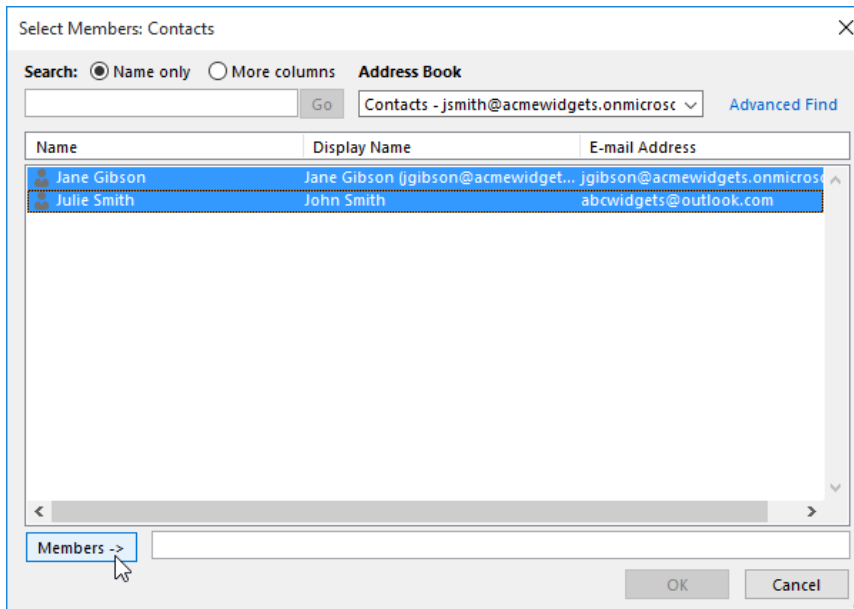 Select Members: Contacts
Search: Name only More columns Address Book
Go Contacts - jsmith@acmewidgets.onmicrosc Advanced Find
Name Display Name E-mail Address
Jane Gibson Jane Gibson (jgibson@acmewidget... jgibson@acmewidgets.onmicroso
Julie Smith John Smith abcwidgets@outlook.com
Members ->
OK Cancel